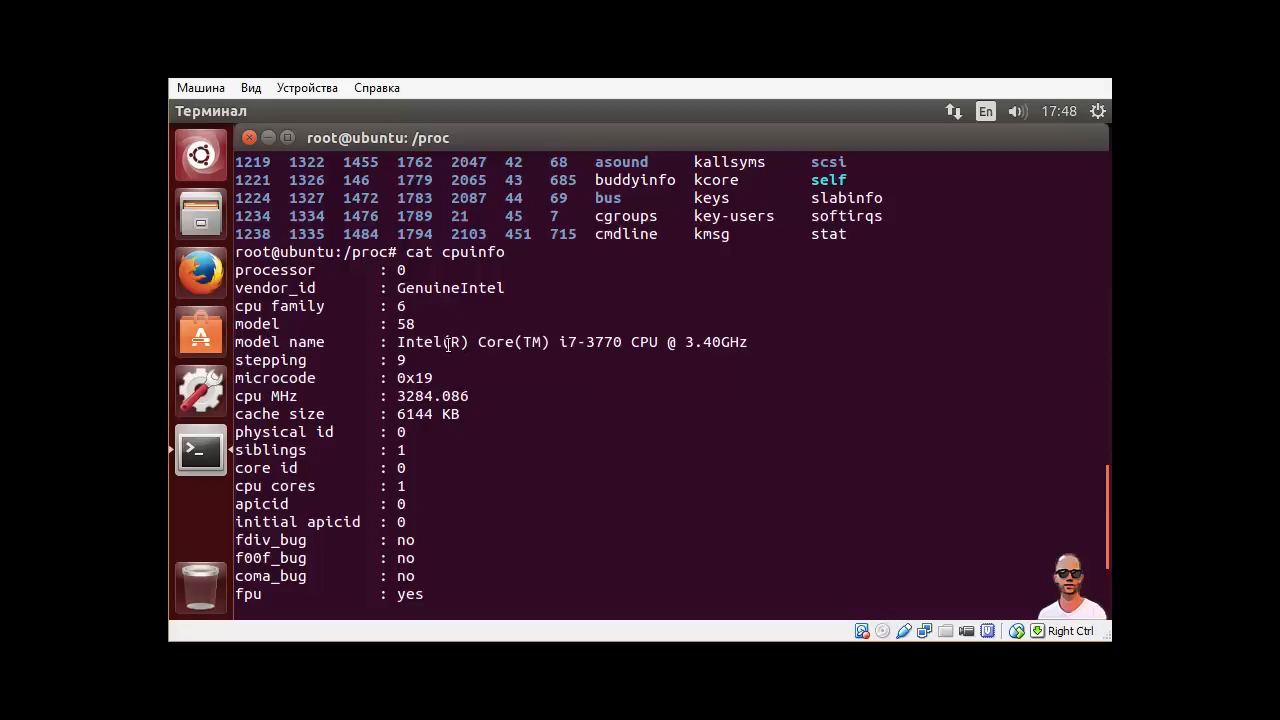 Машина Вид Устройства Справка
Терминал En 17:48
root@ubuntu: /proc
1219 1322 1455 1762 2047 42 68 asound kallsyms scsi
1221 1326 146 1779 2065 43 685 buddyinfo kcore self
1224 1327 1472 1783 2087 44 69 bus keys slabinfo
1234 1334 1476 1789 21 45 7 cgroups key-users softirqs
1238 1335 1484 1794 2103 451 715 cmdline kmsg stat
root@ubuntu:/proc# cat cpuinfo
processor : 0
vendor_id : GenuineIntel
cpu family : 6
model : 58
model name : Intel(R) Core(TM) i7-3770 CPU @ 3.40GHz
stepping : 9
microcode : 0x19
cpu MHz : 3284.086
cache size : 6144 KB
physical id : 0
siblings : 1
core id : 0
cpu cores : 1
apicid : 0
initial apicid : 0
fdiv_bug : no
f00f_bug : no
coma_bug : no
fpu : yes
Right Ctrl